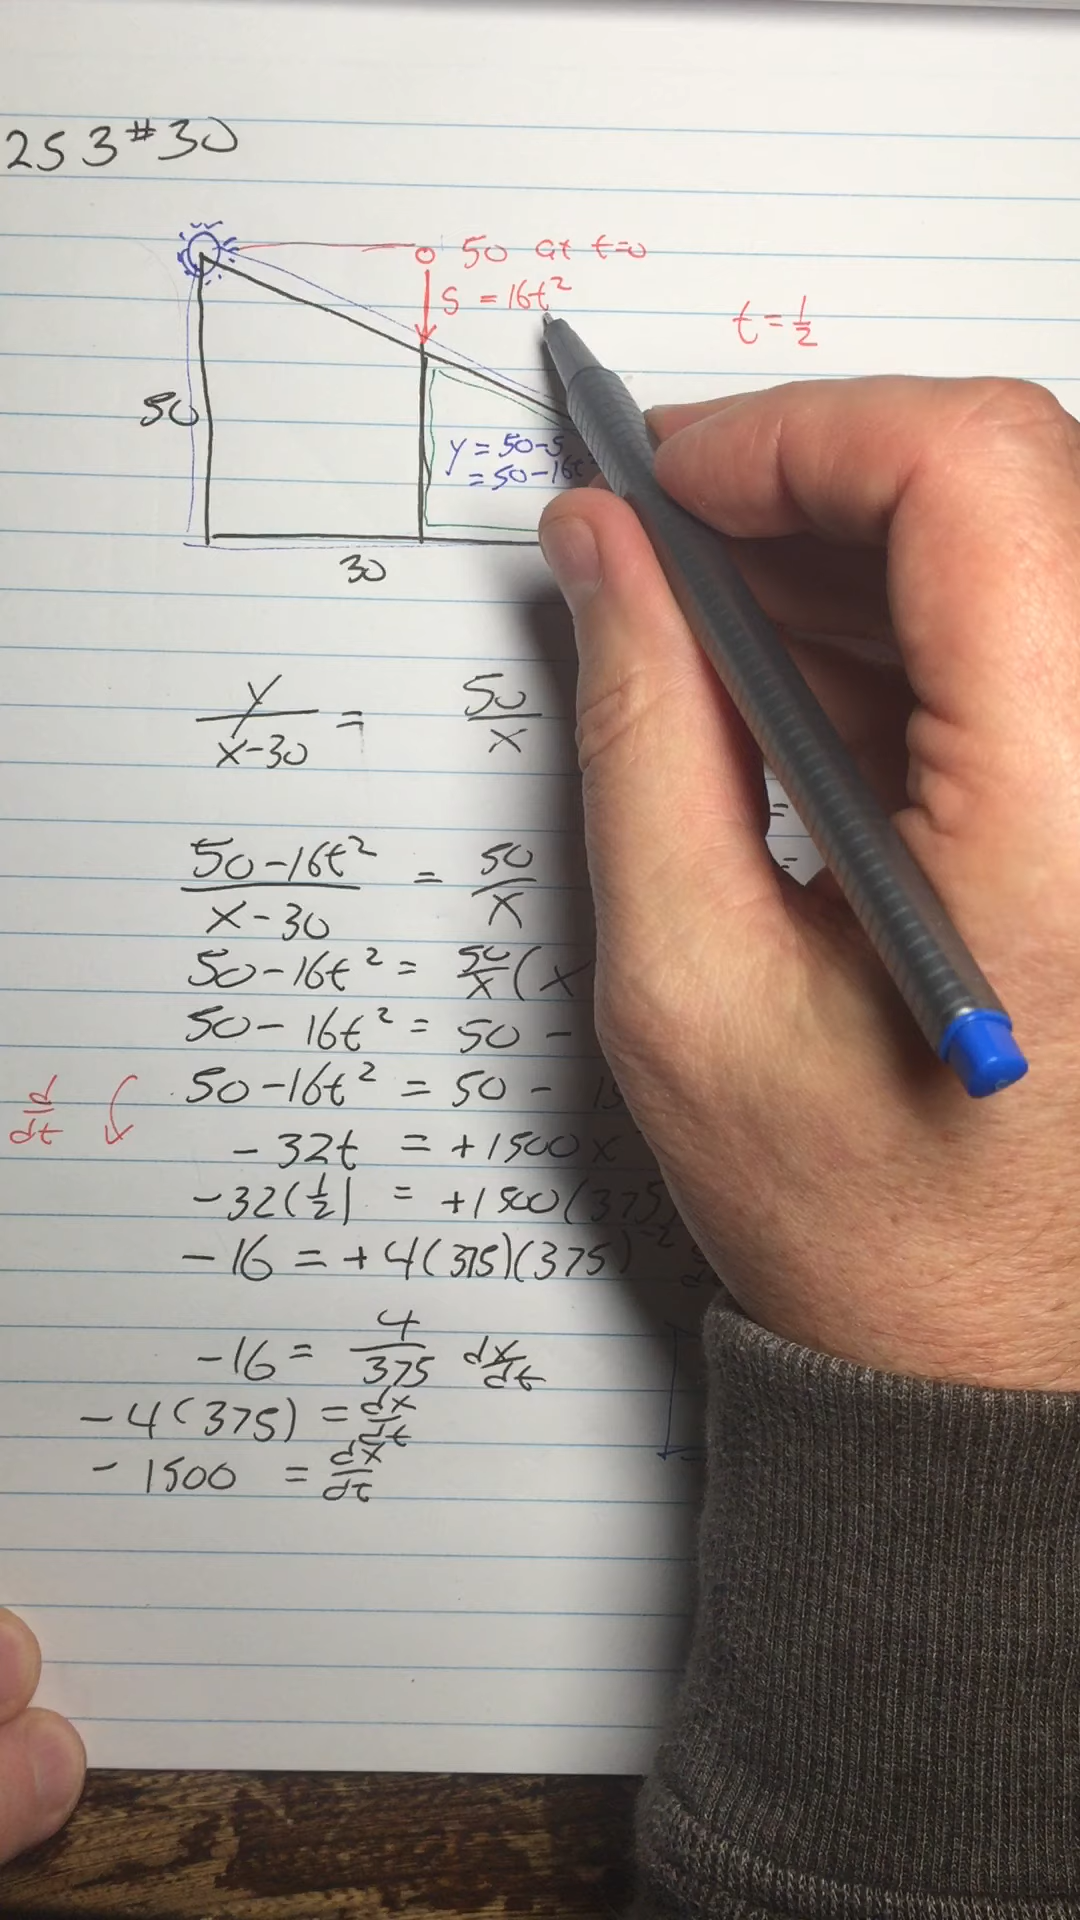 253 #30
50 at t=0
S = 16t²
t = 1/2
50
y = 50-S
= 50-16t²
30
y/(x-30) = 50/x
=
(50-16t²)/(x-30) = 50/x
=
50-16t² = 50/x (x
50-16t² = 50 -
d/dt 50-16t² = 50 - 15
-32t = +1500x
-32(1/2) = +1500(375)
-16 = +4(375)(375)⁻²
-16 = 4/375 dx/dt
-4(375) = dx/dt
-1500 = dx/dt